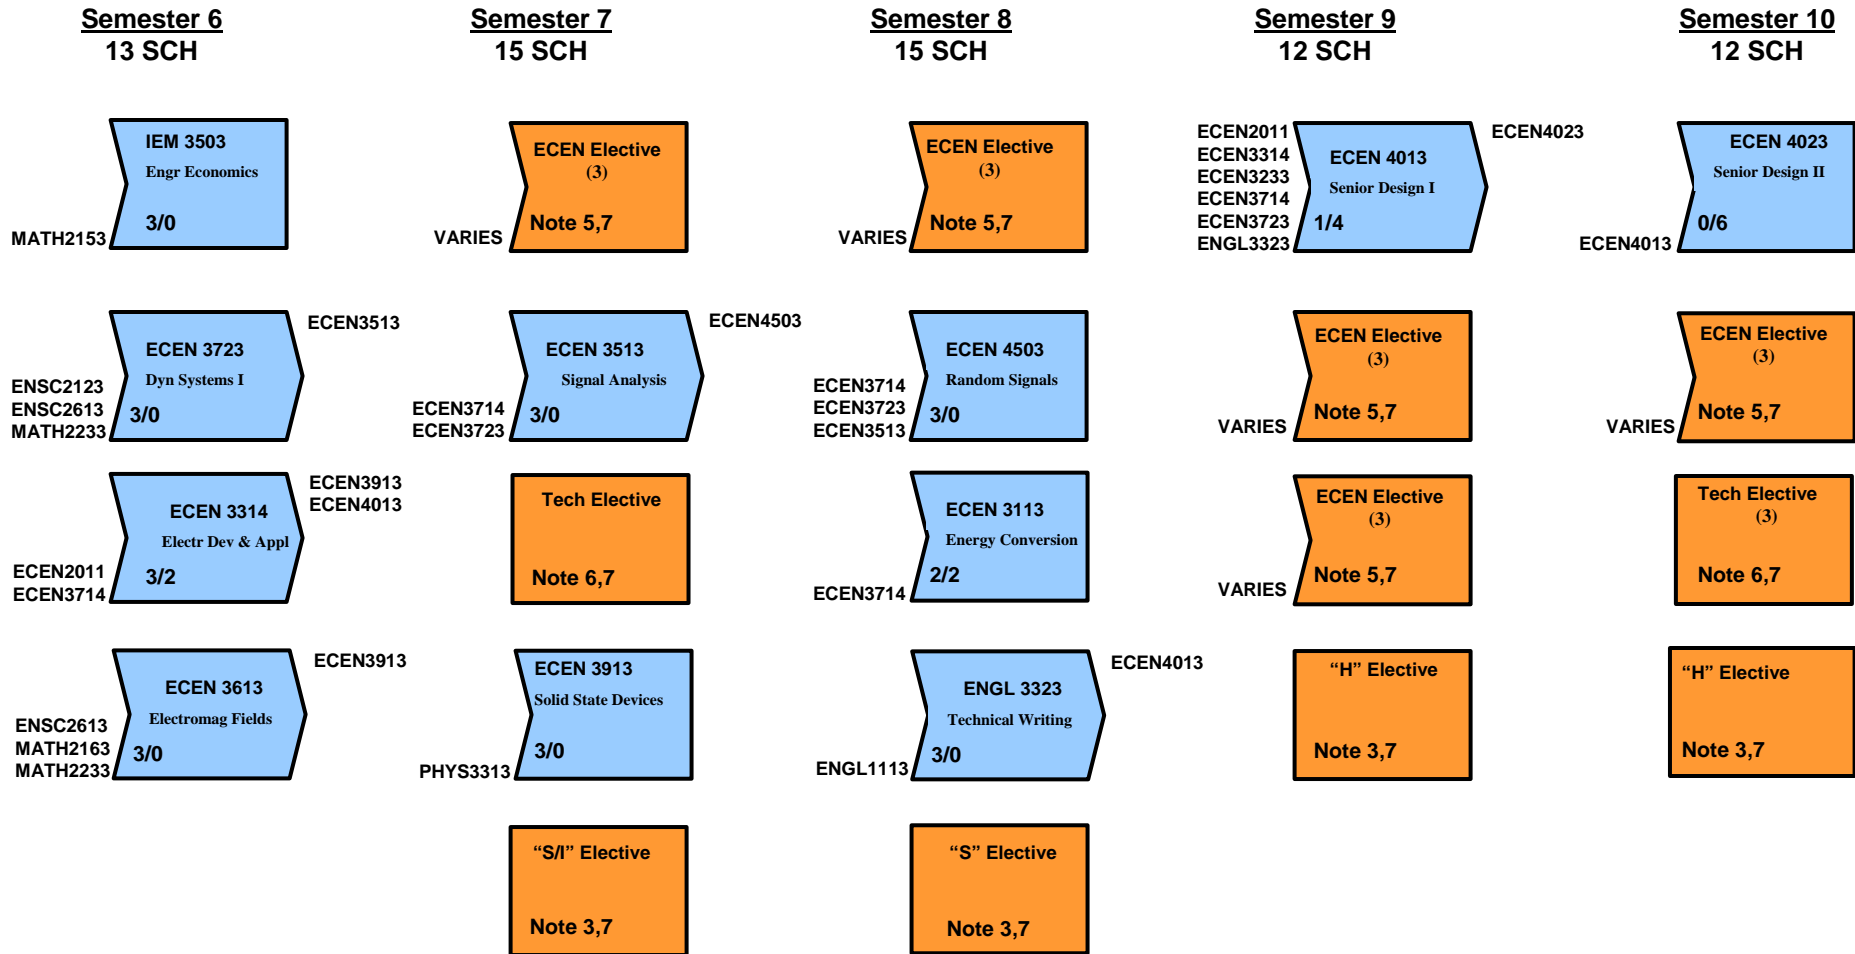 Semester 6
13 SCH
Semester 7
15 SCH
Semester 8
15 SCH
Semester 9
12 SCH
Semester 10
12 SCH
IEM 3503
Engr Economics
3/0
MATH2153
ECEN Elective
(3)
Note 5,7
VARIES
ECEN Elective
(3)
Note 5,7
VARIES
ECEN2011
ECEN3314
ECEN3233
ECEN3714
ECEN3723
ENGL3323
ECEN 4013
Senior Design I
1/4
ECEN4023
ECEN 4023
Senior Design II
0/6
ECEN4013
ECEN3513
ECEN 3723
Dyn Systems I
3/0
ENSC2123
ENSC2613
MATH2233
ECEN4503
ECEN 3513
Signal Analysis
3/0
ECEN3714
ECEN3723
ECEN 4503
Random Signals
3/0
ECEN3714
ECEN3723
ECEN3513
ECEN Elective
(3)
Note 5,7
VARIES
ECEN Elective
(3)
Note 5,7
VARIES
ECEN3913
ECEN4013
ECEN 3314
Electr Dev & Appl
3/2
ECEN2011
ECEN3714
Tech Elective
Note 6,7
ECEN 3113
Energy Conversion
2/2
ECEN3714
ECEN Elective
(3)
Note 5,7
VARIES
Tech Elective
(3)
Note 6,7
ECEN3913
ECEN 3613
Electromag Fields
3/0
ENSC2613
MATH2163
MATH2233
ECEN 3913
Solid State Devices
3/0
PHYS3313
ECEN4013
ENGL 3323
Technical Writing
3/0
ENGL1113
“H” Elective
Note 3,7
“H” Elective
Note 3,7
“S/I” Elective
Note 3,7
“S” Elective
Note 3,7